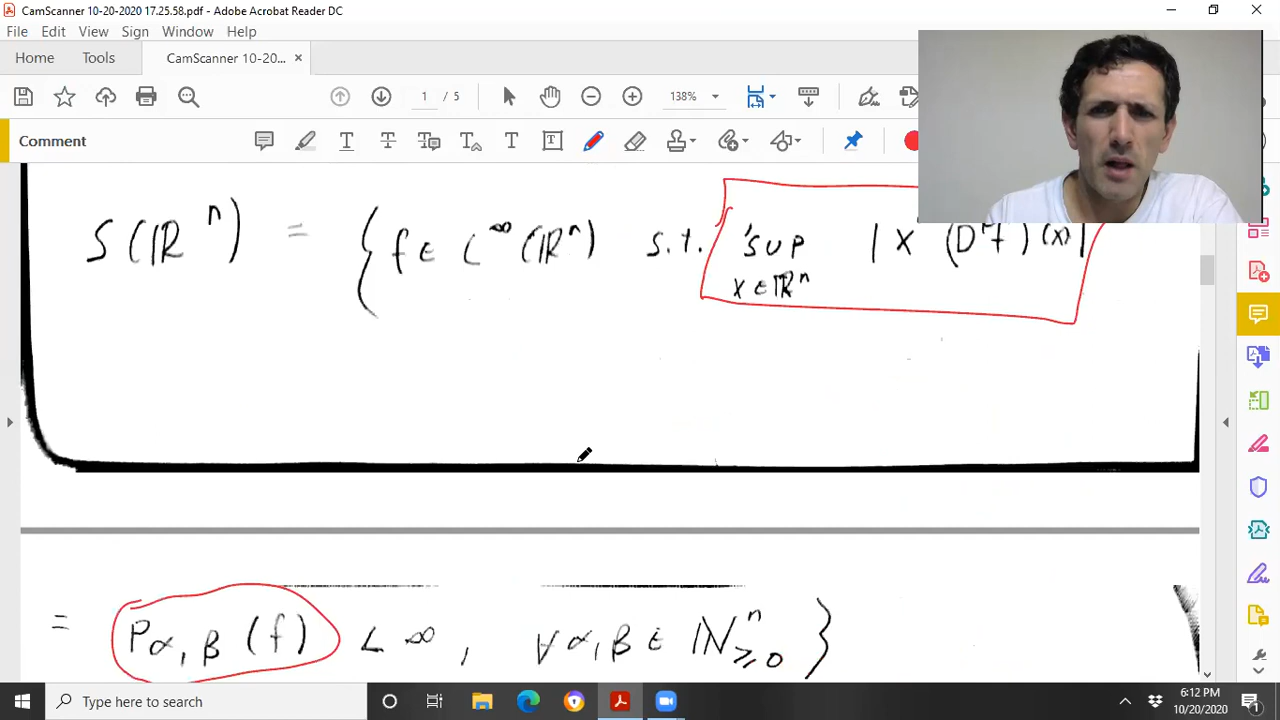 CamScanner 10-20-2020 17.25.58.pdf - Adobe Acrobat Reader DC
File Edit View Sign Window Help
Home Tools CamScanner 10-20... ×
1 / 5 138%
Comment
S(ℝⁿ) = { f ∈ C^∞(ℝⁿ) s.t. sup | x (D f)(x) |
x ∈ ℝⁿ
= P_{α,β}(f) < ∞, ∀ α,β ∈ ℕⁿ_{≥0} }
Type here to search
6:12 PM
10/20/2020
1